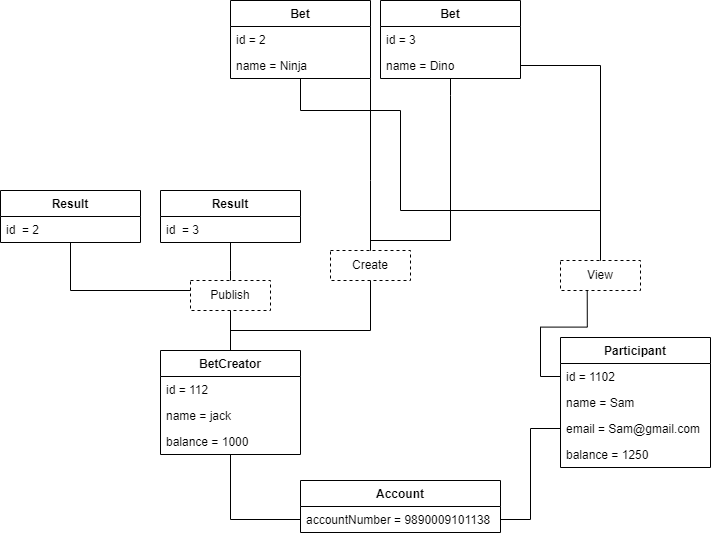 Bet
id = 2
name = Ninja
Bet
id = 3
name = Dino
Result
id  = 2
Result
id  = 3
Create
View
Publish
BetCreator
id = 112
name = jack
balance = 1000
Participant
id = 1102
name = Sam
email = Sam@gmail.com
balance = 1250
Account
accountNumber = 9890009101138